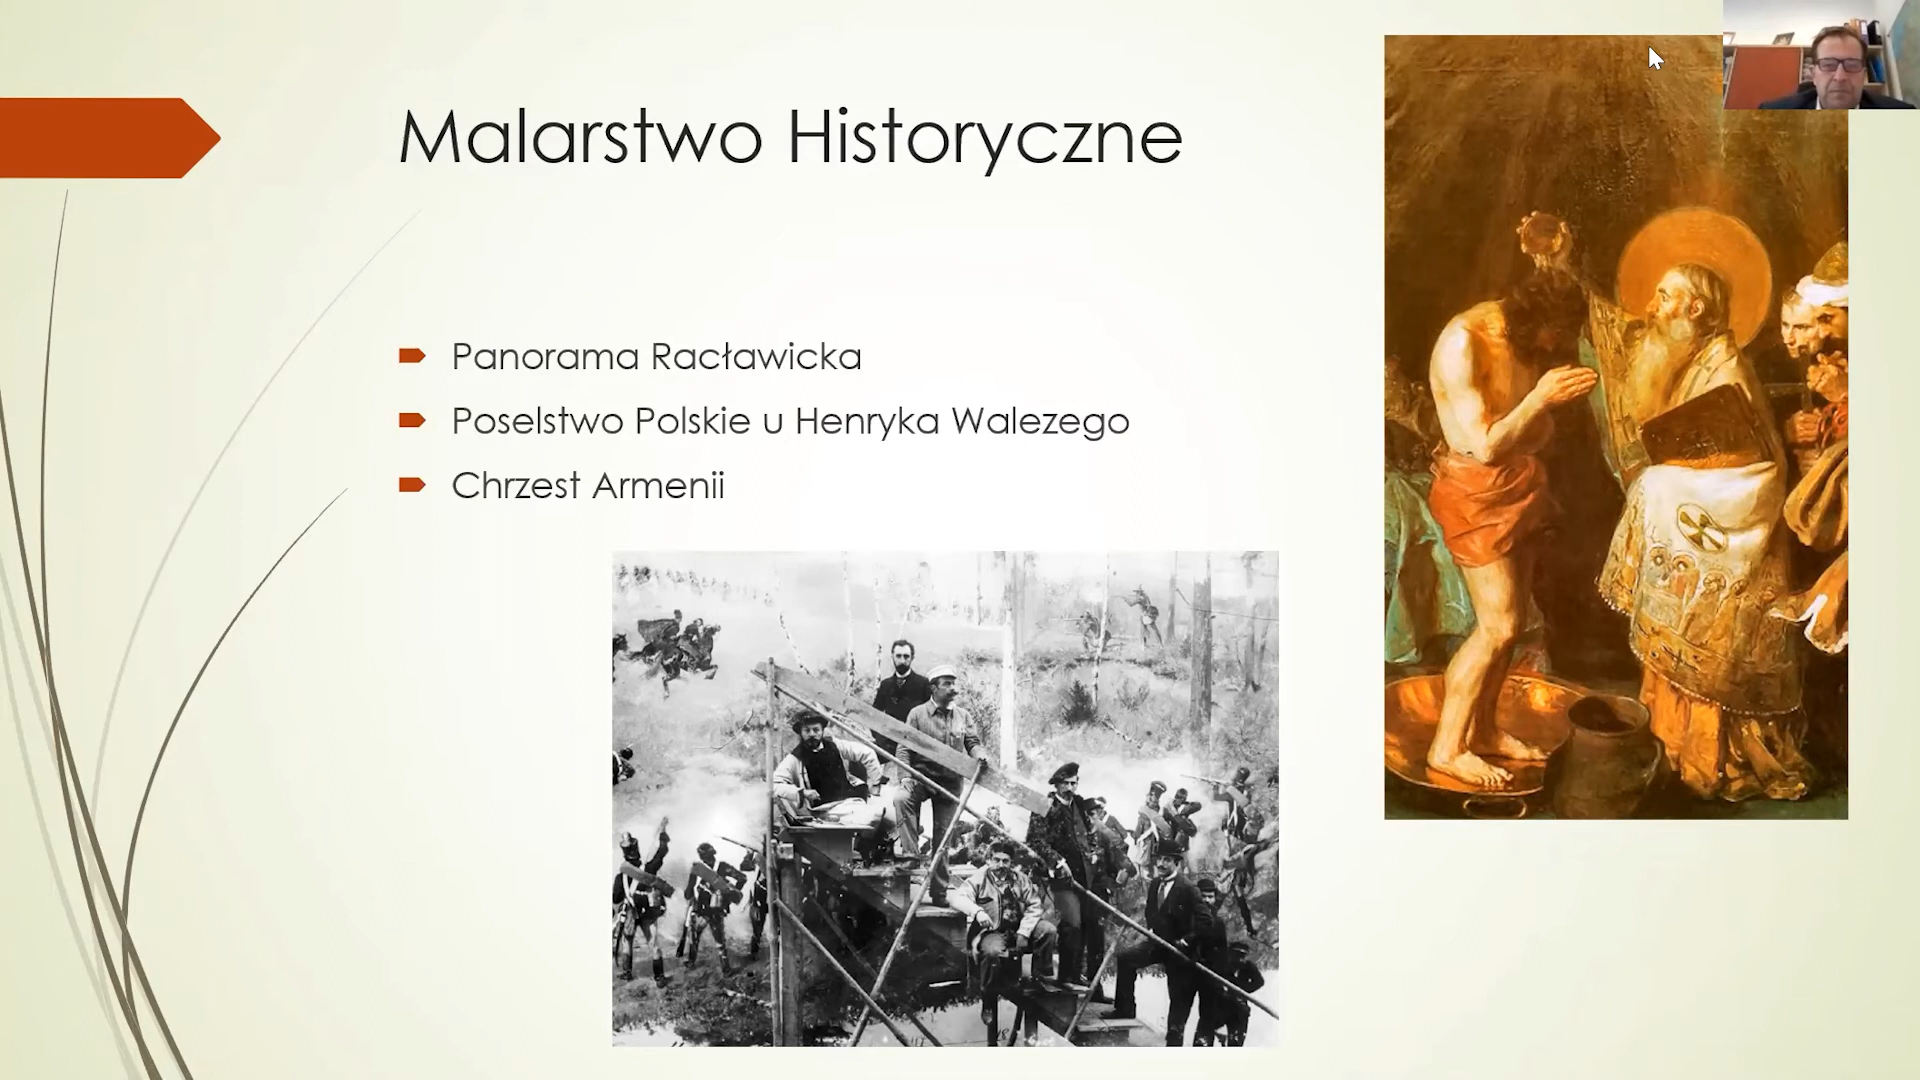 Malarstwo Historyczne
Panorama Racławicka
Poselstwo Polskie u Henryka Walezego
Chrzest Armenii